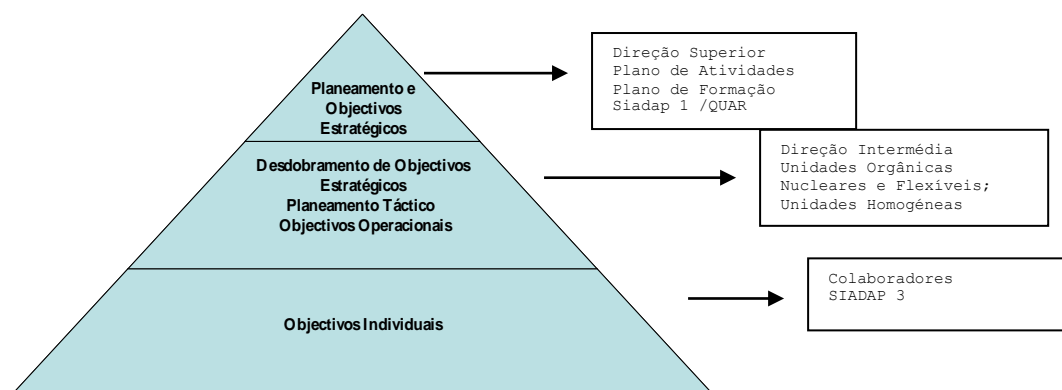 Planeamento e
Objectivos
Estratégicos
Direção Superior
Plano de Atividades
Plano de Formação
Siadap 1 /QUAR
Desdobramento de Objectivos
Estratégicos
Planeamento Táctico
Objectivos Operacionais
Direção Intermédia
Unidades Orgânicas
Nucleares e Flexíveis;
Unidades Homogéneas
Objectivos Individuais
Colaboradores
SIADAP 3